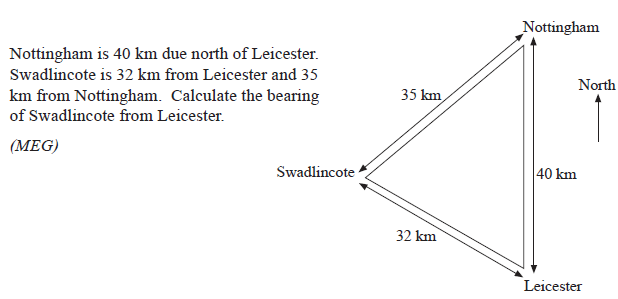 Nottingham is 40 km due north of Leicester.
Swadlincote is 32 km from Leicester and 35
km from Nottingham. Calculate the bearing
of Swadlincote from Leicester.
(MEG)
Nottingham
North
35 km
Swadlincote
40 km
32 km
Leicester